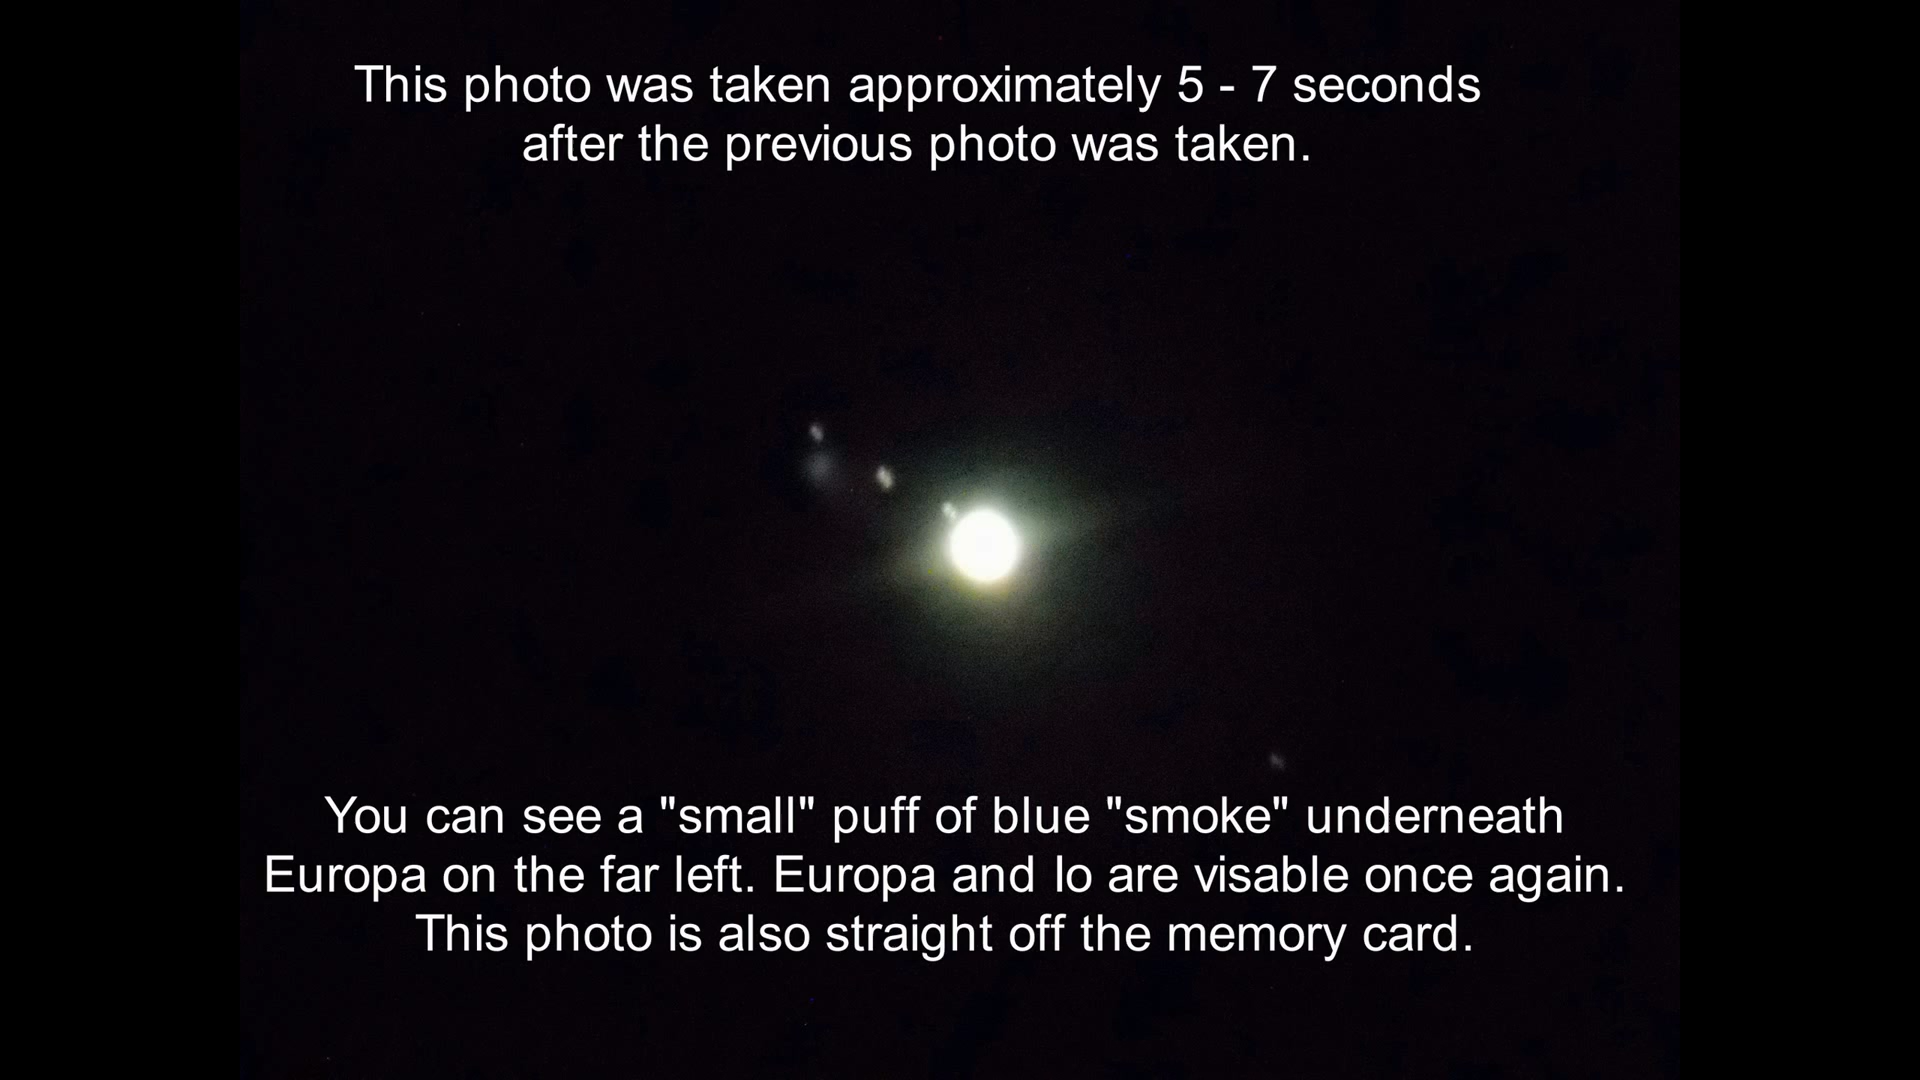 This photo was taken approximately 5 - 7 seconds
after the previous photo was taken.
You can see a "small" puff of blue "smoke" underneath
Europa on the far left. Europa and Io are visable once again.
This photo is also straight off the memory card.